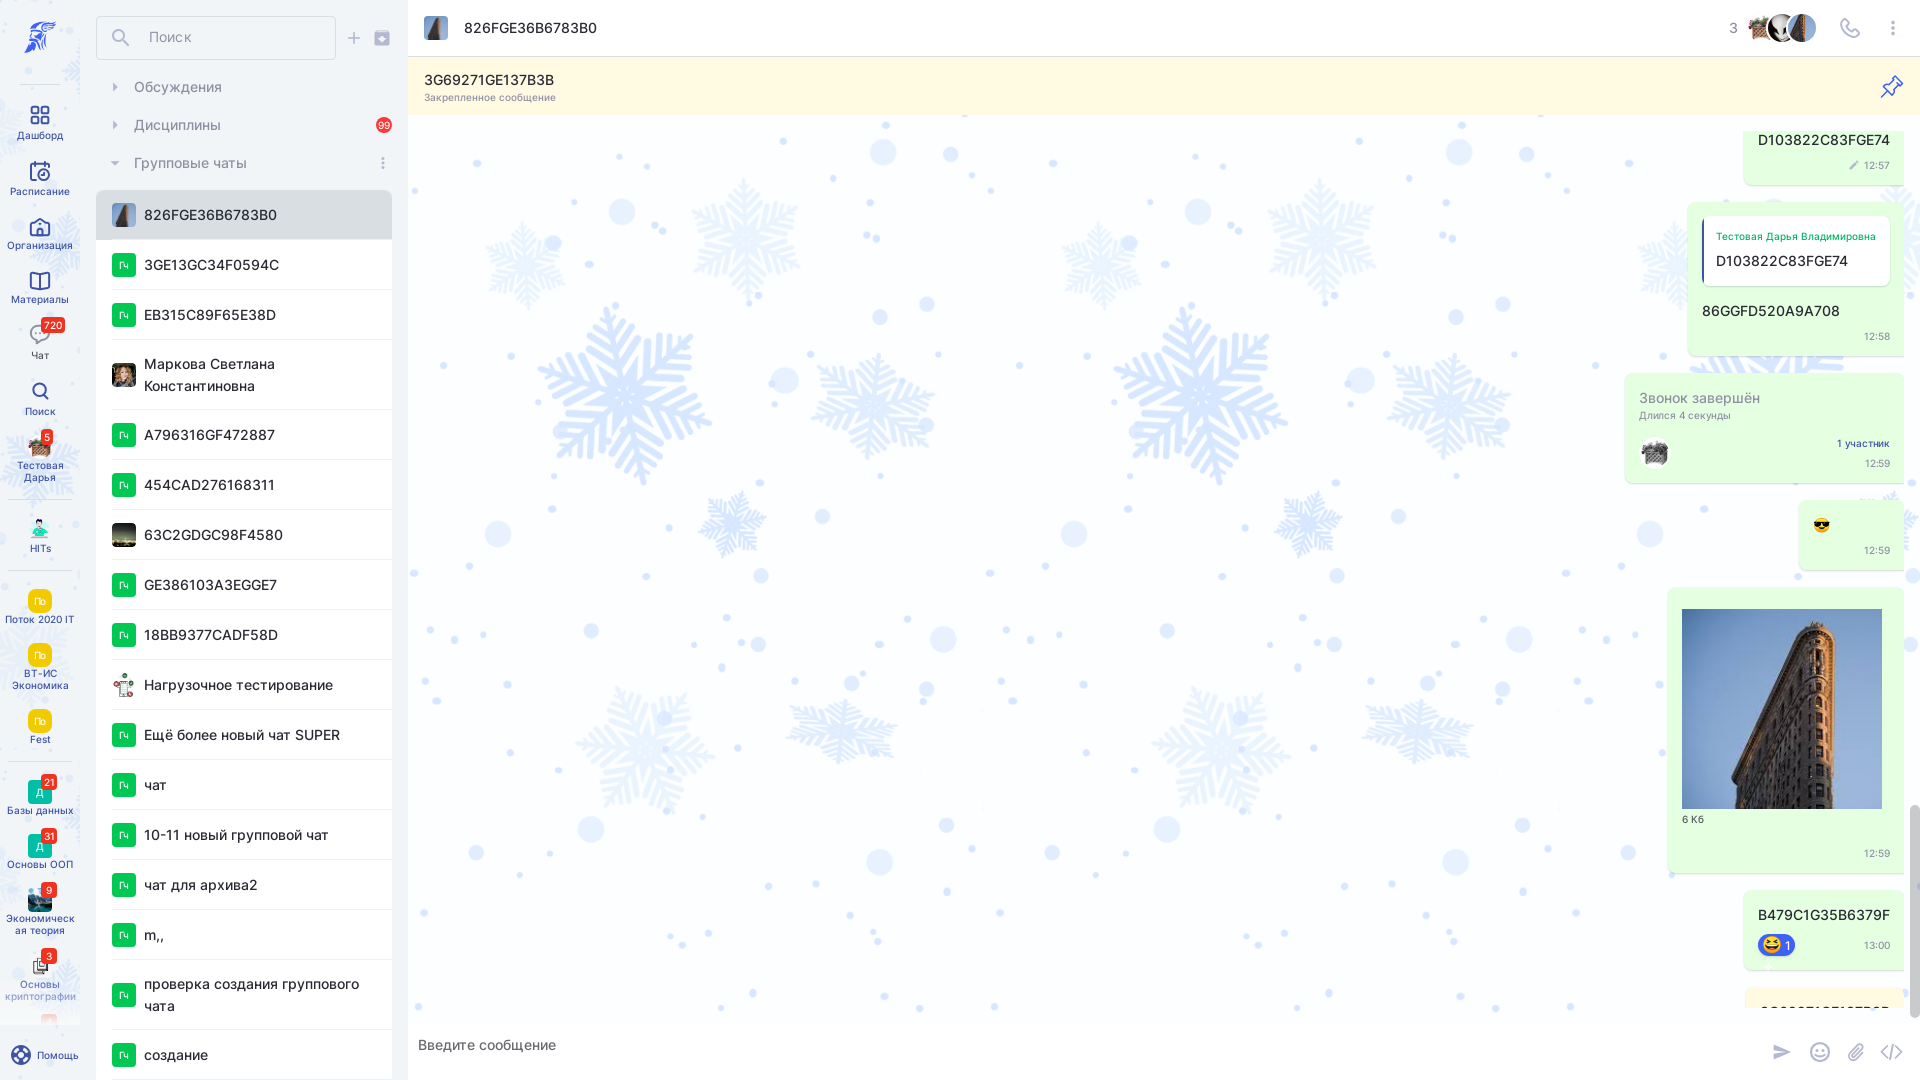 Дашборд
Расписание
Организация
Материалы
720
Чат
Поиск
5
Тестовая
Дарья
HITs
По
Поток 2020 IT
По
ВТ-ИС
Экономика
По
Fest
21
Д
Базы данных
31
Д
Основы ООП
9
Экономическ
ая теория
3
Основы
криптографии
Помощь
Поиск
Обсуждения
Дисциплины
99
Групповые чаты
826FGE36B6783B0
Гч
3GE13GC34F0594C
Гч
EB315C89F65E38D
Маркова Светлана
Константиновна
Гч
A796316GF472887
Гч
454CAD276168311
63C2GDGC98F4580
Гч
GE386103A3EGGE7
Гч
18BB9377CADF58D
Нагрузочное тестирование
Гч
Ещё более новый чат SUPER
Гч
чат
Гч
10-11 новый групповой чат
Гч
чат для архива2
Гч
m,,
Гч
проверка создания группового
чата
Гч
создание
826FGE36B6783B0
3
3G69271GE137B3B
Закрепленное сообщение
D103822C83FGE74
12:57
Тестовая Дарья Владимировна
D103822C83FGE74
86GGFD520A9A708
12:58
Звонок завершён
Длился 4 секунды
1 участник
12:59
12:59
6 Кб
12:59
B479C1G35B6379F
1
13:00
Введите сообщение